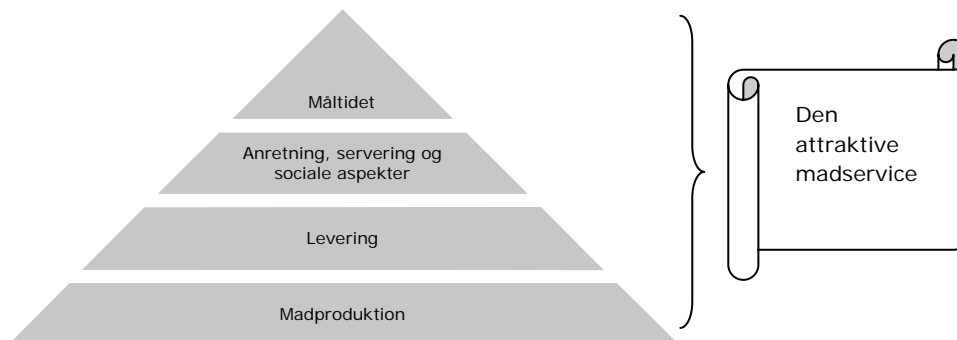 Måltidet
Anretning, servering og
sociale aspekter
Levering
Madproduktion
Den
attraktive
madservice